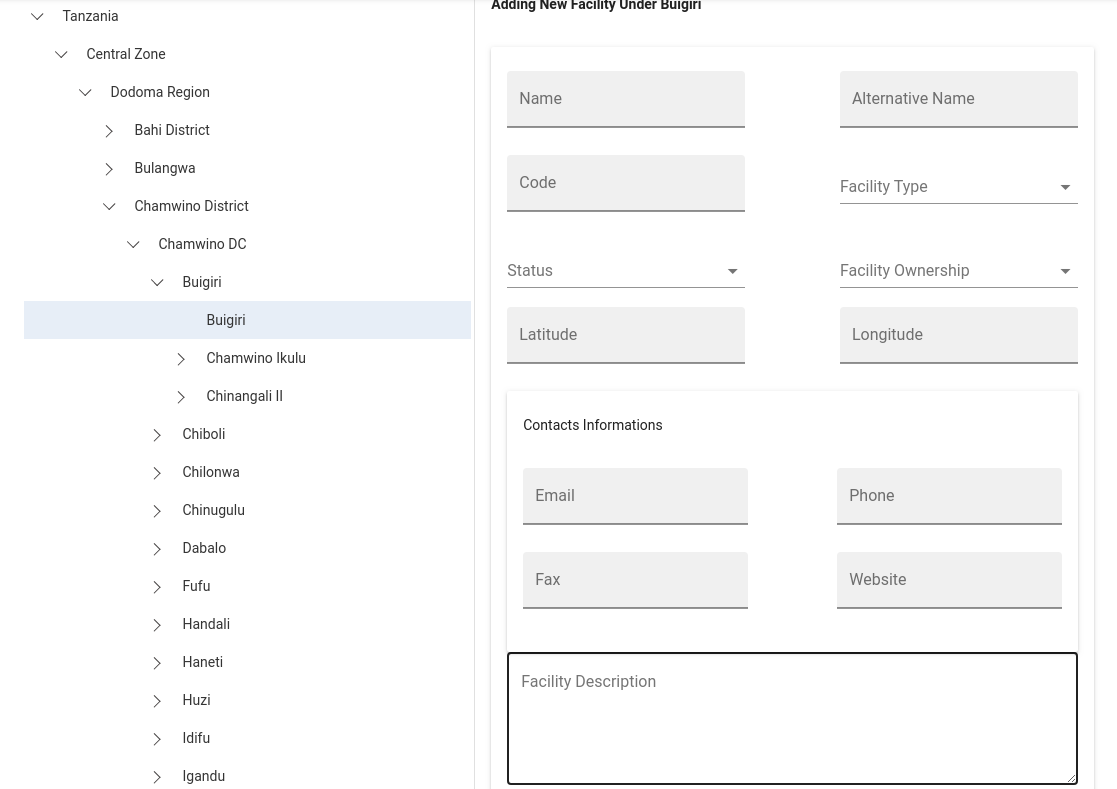 Tanzania
Central Zone
Dodoma Region
Bahi District
Bulangwa
Chamwino District
Chamwino DC
Buigiri
Buigiri
Chamwino Ikulu
Chinangali II
Chiboli
Chilonwa
Chinugulu
Dabalo
Fufu
Handali
Haneti
Huzi
Idifu
Igandu
Adding New Facility Under Buigiri
Name
Alternative Name
Code
Facility Type
Status
Facility Ownership
Latitude
Longitude
Contacts Informations
Email
Phone
Fax
Website
Facility Description